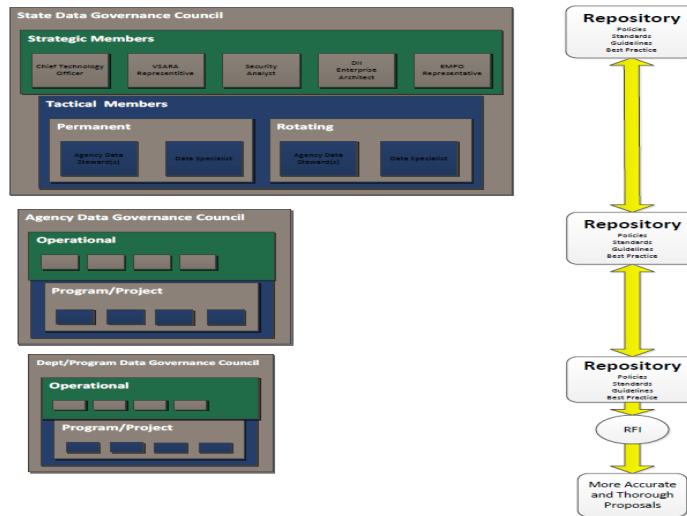 State Data Governance Council
Strategic Members
Chief Technology
Officer
VSARA
Representitive
Security
Analyst
DII
Enterprise
Architect
EMPO
Representative
Tactical Members
Permanent
Agency Data
Steward(s)
Data Specialist
Rotating
Agency Data
Steward(s)
Data Specialist
Agency Data Governance Council
Operational
Program/Project
Dept/Program Data Governance Council
Operational
Program/Project
Repository
Policies
Standards
Guidelines
Best Practice
Repository
Policies
Standards
Guidelines
Best Practice
Repository
Policies
Standards
Guidelines
Best Practice
RFI
More Accurate
and Thorough
Proposals